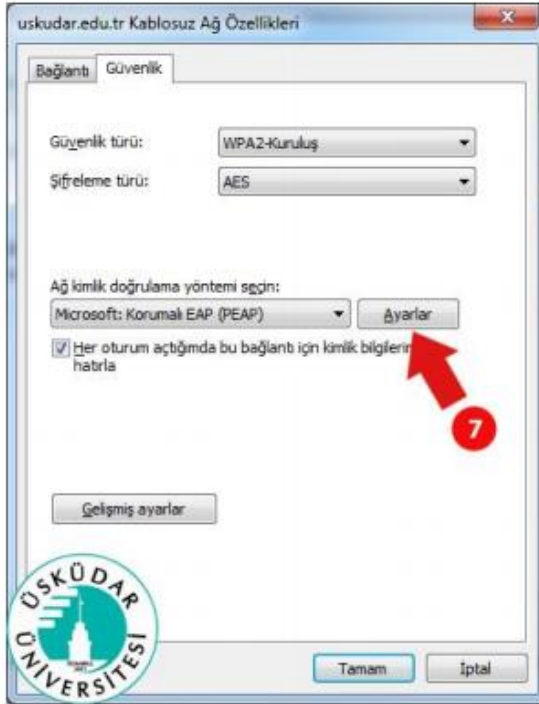 uskudar.edu.tr Kablosuz Ağ Özellikleri
Bağlantı Güvenlik
Güvenlik türü: WPA2-Kuruluş
Şifreleme türü: AES
Ağ kimlik doğrulama yöntemi seçin:
Microsoft: Korumalı EAP (PEAP) Ayarlar
Her oturum açtığımda bu bağlantı için kimlik
hatırla
7
Gelişmiş ayarlar
ÜSKÜDAR
ÜNİVERSİTESİ
Tamam İptal